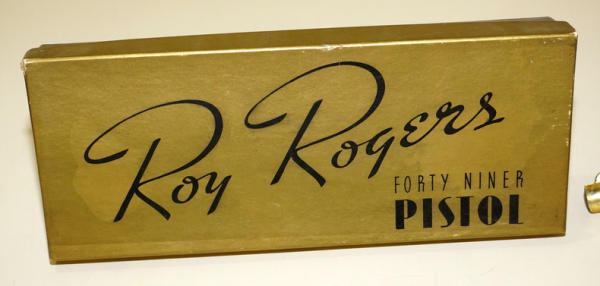 Roy Rogers
FORTY NINER
PISTOL